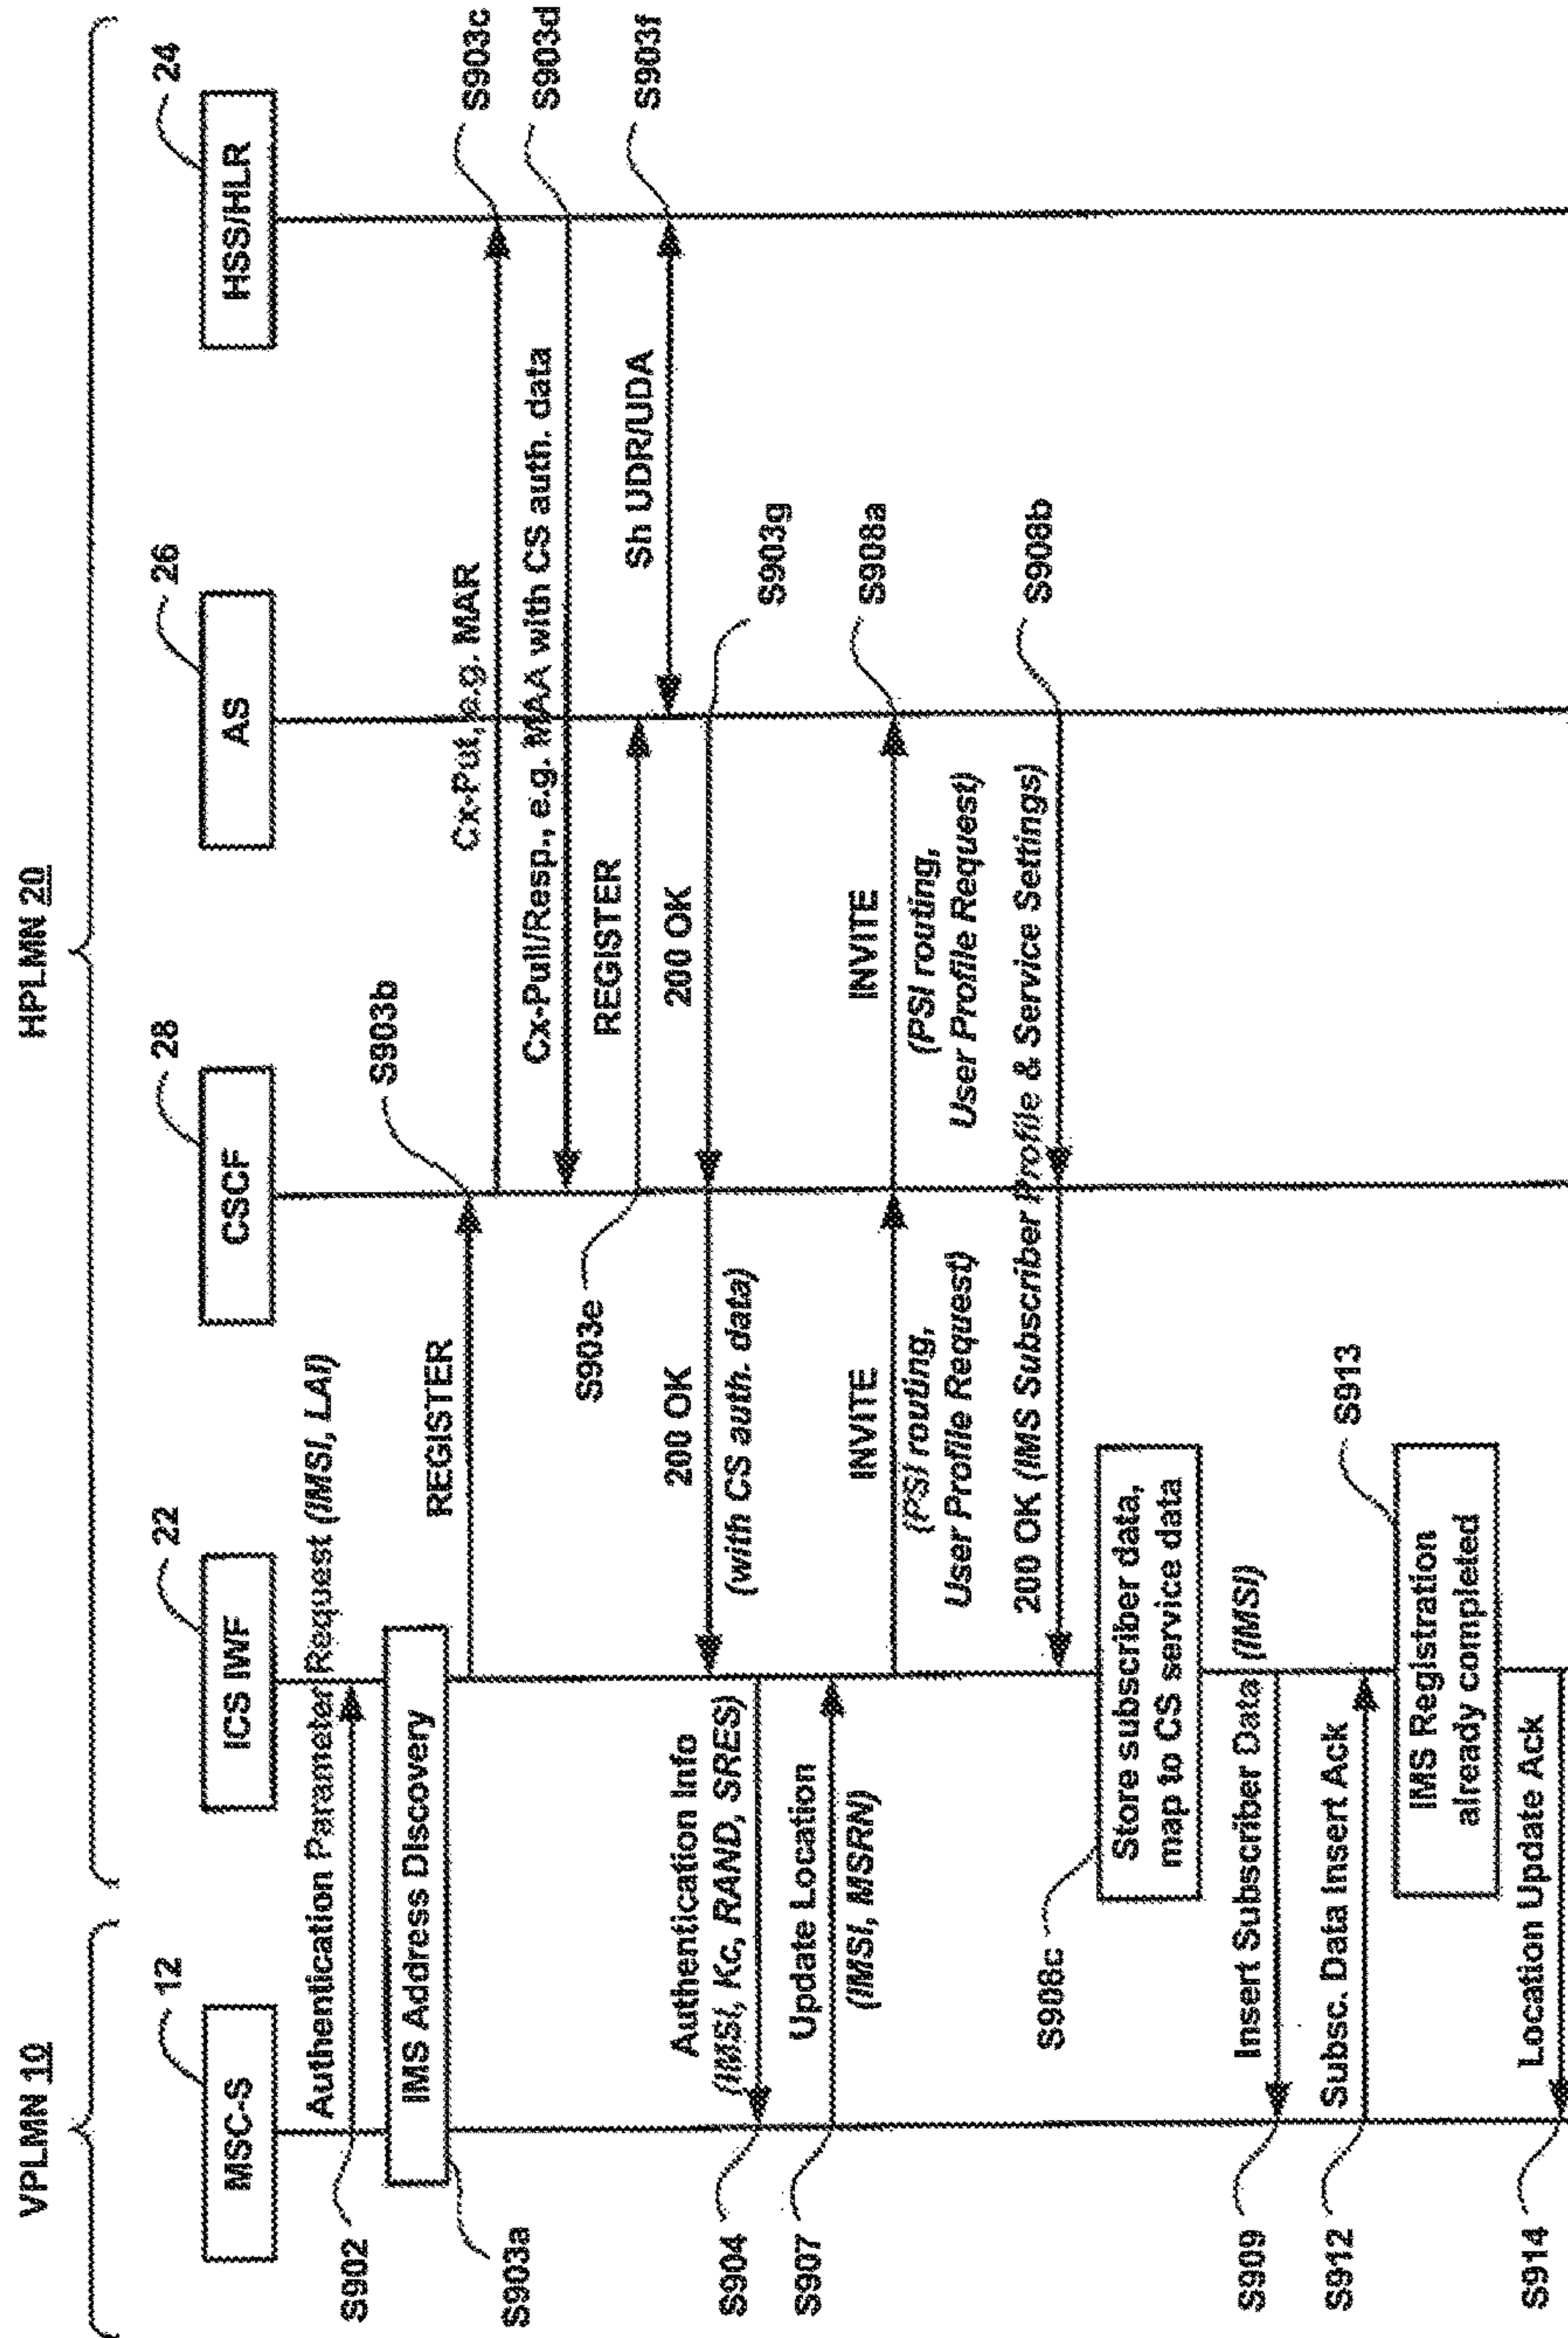 VPLMN 10
HPLMN 20
12
22
28
26
24
MSC-S
ICS IWF
CSCF
AS
HSS/HLR
S902
Authentication Parameter Request (IMSI, LAI)
S903a
IMS Address Discovery
REGISTER
S903b
Cx-Put, e.g. MAR
S903c
Cx-Pull/Resp., e.g. MAA with CS auth. data
S903d
S903e
REGISTER
Sh UDR/UDA
S903f
200 OK
(with CS auth. data)
200 OK
S903g
S904
Authentication Info
(IMSI, Kc, RAND, SRES)
S907
Update Location
(IMSI, MSRN)
INVITE
(PSI routing,
User Profile Request)
INVITE
(PSI routing,
User Profile Request)
S908a
200 OK (IMS Subscriber Profile & Service Settings)
S908b
S908c
Store subscriber data,
map to CS service data
S909
Insert Subscriber Data (IMSI)
S912
Subsc. Data Insert Ack
IMS Registration
already completed
S913
S914
Location Update Ack